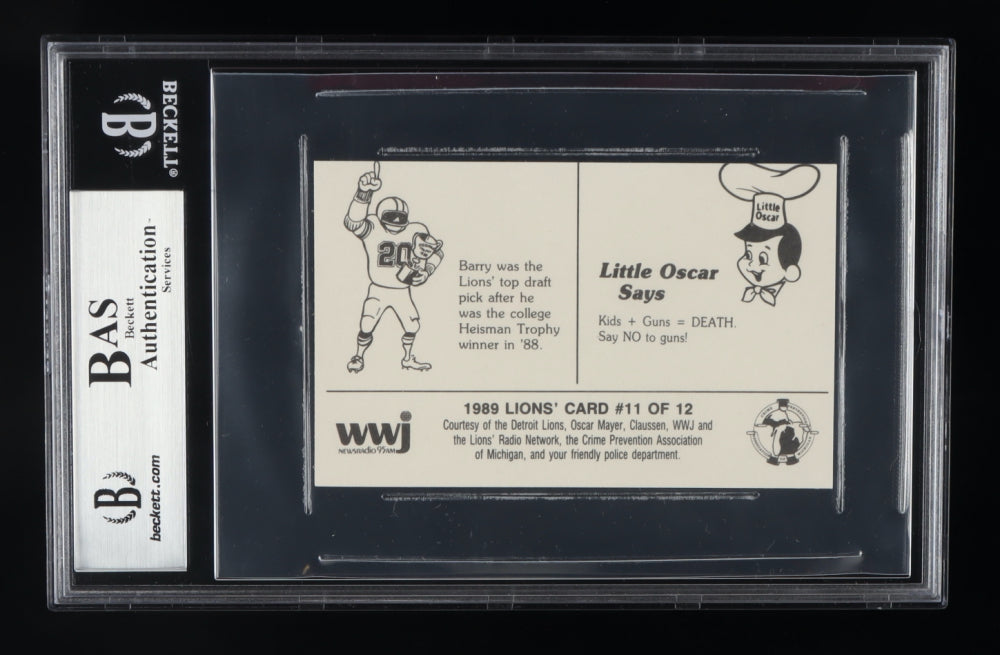 BECKETT®
BAS
Beckett
Authentication™
Services
B
beckett.com
20
Barry was the
Lions' top draft
pick after he
was the college
Heisman Trophy
winner in '88.
Little
Oscar
Little Oscar
Says
Kids + Guns = DEATH.
Say NO to guns!
wwj
NEWSRADIO 95AM
1989 LIONS' CARD #11 OF 12
Courtesy of the Detroit Lions, Oscar Mayer, Claussen, WWJ and
the Lions' Radio Network, the Crime Prevention Association
of Michigan, and your friendly police department.